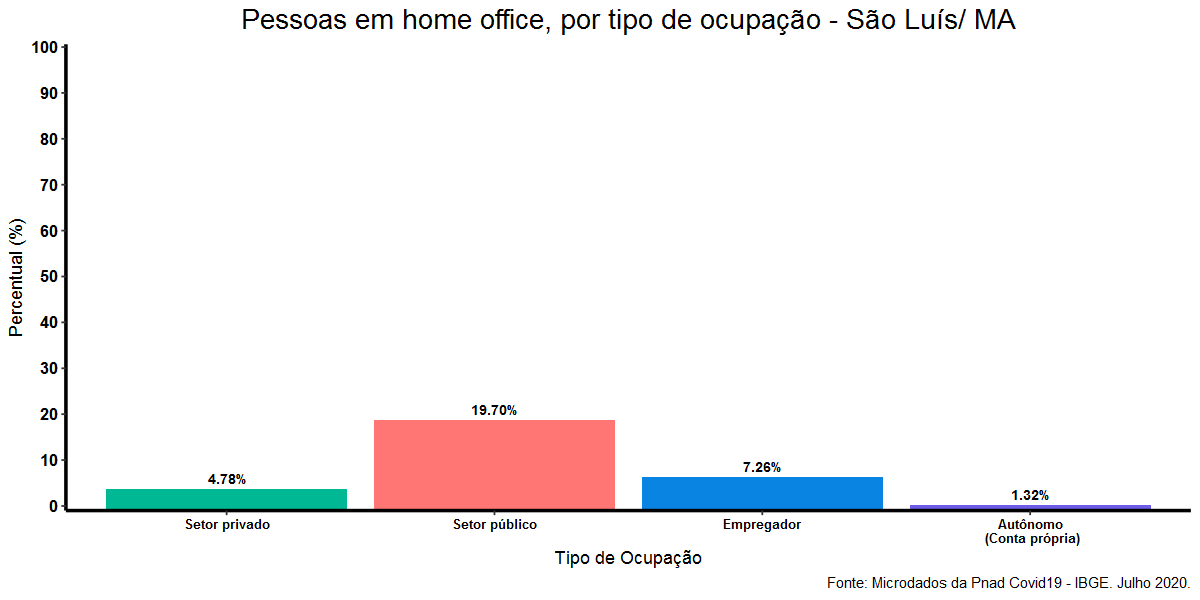 Pessoas em home office, por tipo de ocupação - São Luís/ MA
100
90
80
70
60
50
40
30
20
10
0
Percentual (%)
4.78%
19.70%
7.26%
1.32%
Setor privado
Setor público
Empregador
Autônomo
(Conta própria)
Tipo de Ocupação
Fonte: Microdados da Pnad Covid19 - IBGE. Julho 2020.